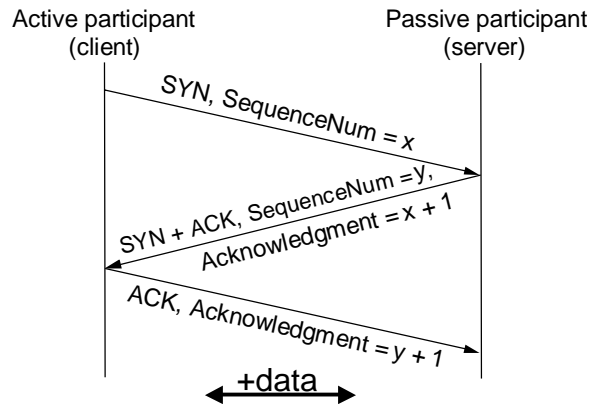 Active participant
(client)
Passive participant
(server)
SYN, SequenceNum = x
SYN + ACK, SequenceNum = y,
Acknowledgment = x + 1
ACK, Acknowledgment = y + 1
+data